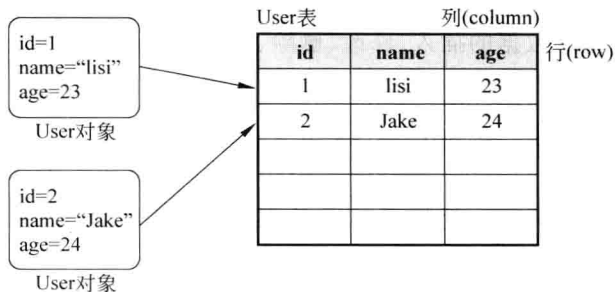 id=1
name=“lisi”
age=23
User对象
id=2
name=“Jake”
age=24
User对象
User表 列(column)
id name age 行(row)
1 lisi 23
2 Jake 24